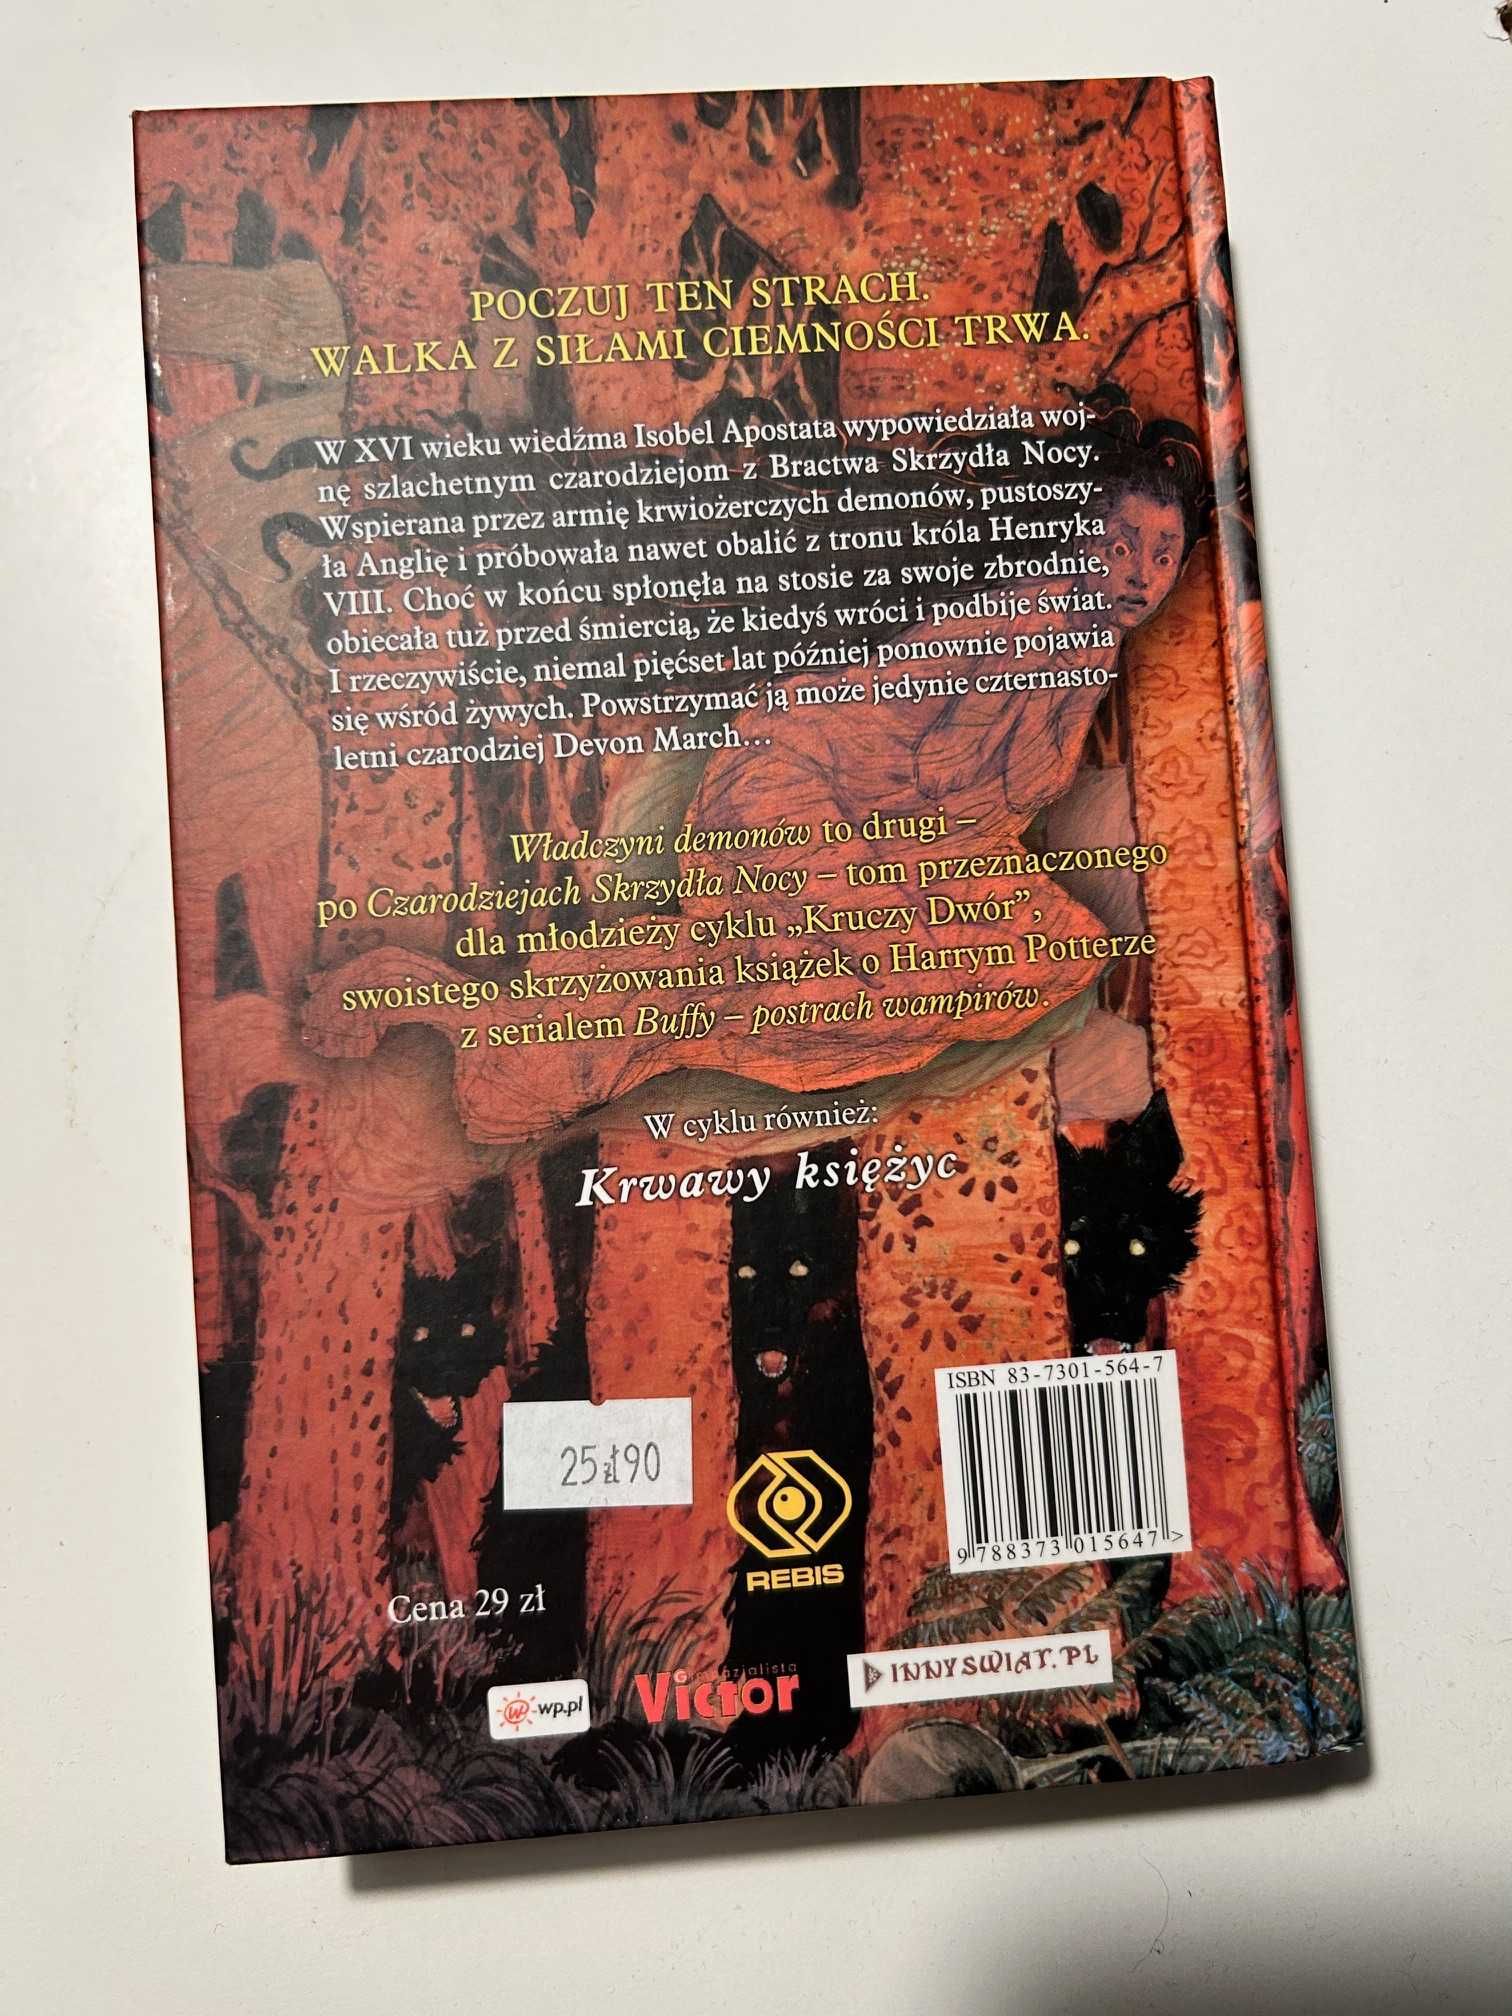 POCZUJ TEN STRACH.
WALKA Z SIŁAMI CIEMNOŚCI TRWA.
W XVI wieku wiedźma Isobel Apostata wypowiedziała woj-
nę szlachetnym czarodziejom z Bractwa Skrzydła Nocy.
Wspierana przez armię krwiożerczych demonów, pustoszy-
ła Anglię i próbowała nawet obalić z tronu króla Henryka
VIII. Choć w końcu spłonęła na stosie za swoje zbrodnie,
obiecała tuż przed śmiercią, że kiedyś wróci i podbije świat.
I rzeczywiście, niemal pięćset lat później ponownie pojawia
się wśród żywych. Powstrzymać ją może jedynie czternasto-
letni czarodziej Devon March...
Władczyni demonów to drugi –
po Czarodziejach Skrzydła Nocy – tom przeznaczonego
dla młodzieży cyklu „Kruczy Dwór”,
swoistego skrzyżowania książek o Harrym Potterze
z serialem Buffy – postrach wampirów.
W cyklu również:
Krwawy księżyc
ISBN 83-7301-564-7
25zł90
9 788373 015647 >
REBIS
Cena 29 zł
wp.pl
Gimnazjalista
Victor
INNYSWIAT.PL